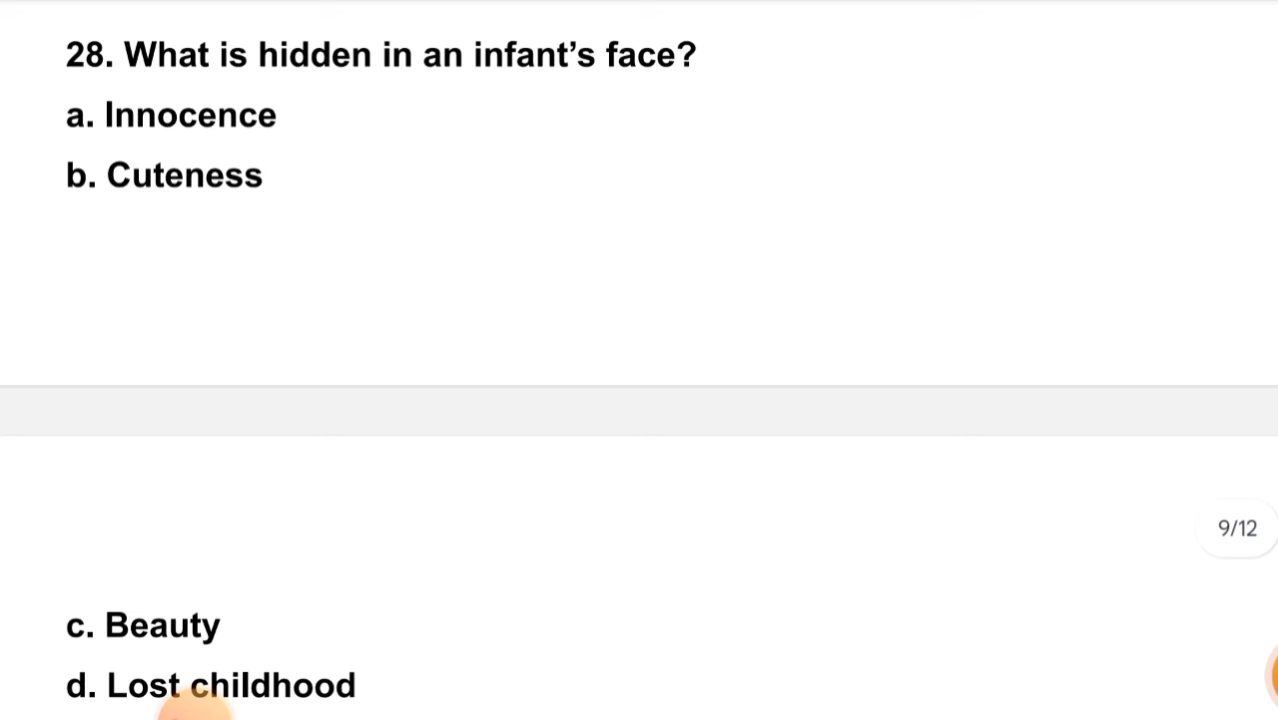 28. What is hidden in an infant’s face?
a. Innocence
b. Cuteness
9/12
c. Beauty
d. Lost childhood